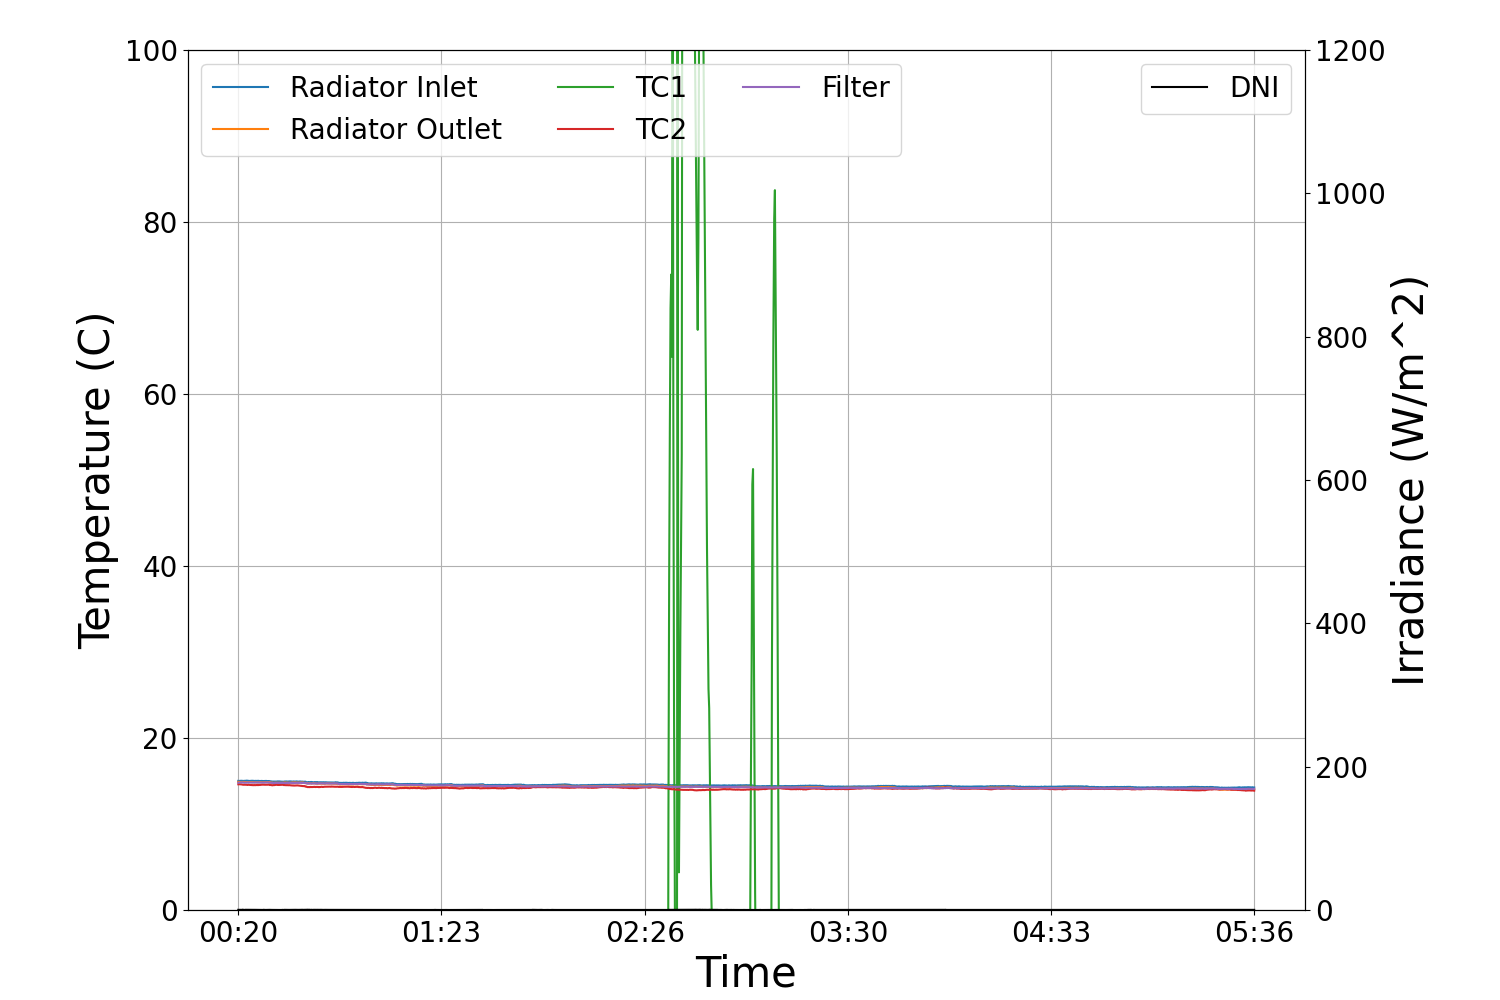 100
80
60
40
20
0
Temperature (C)
Radiator Inlet
Radiator Outlet
TC1
TC2
Filter
DNI
1200
1000
800
600
400
200
0
Irradiance (W/m^2)
00:20 01:23 02:26 03:30 04:33 05:36
Time